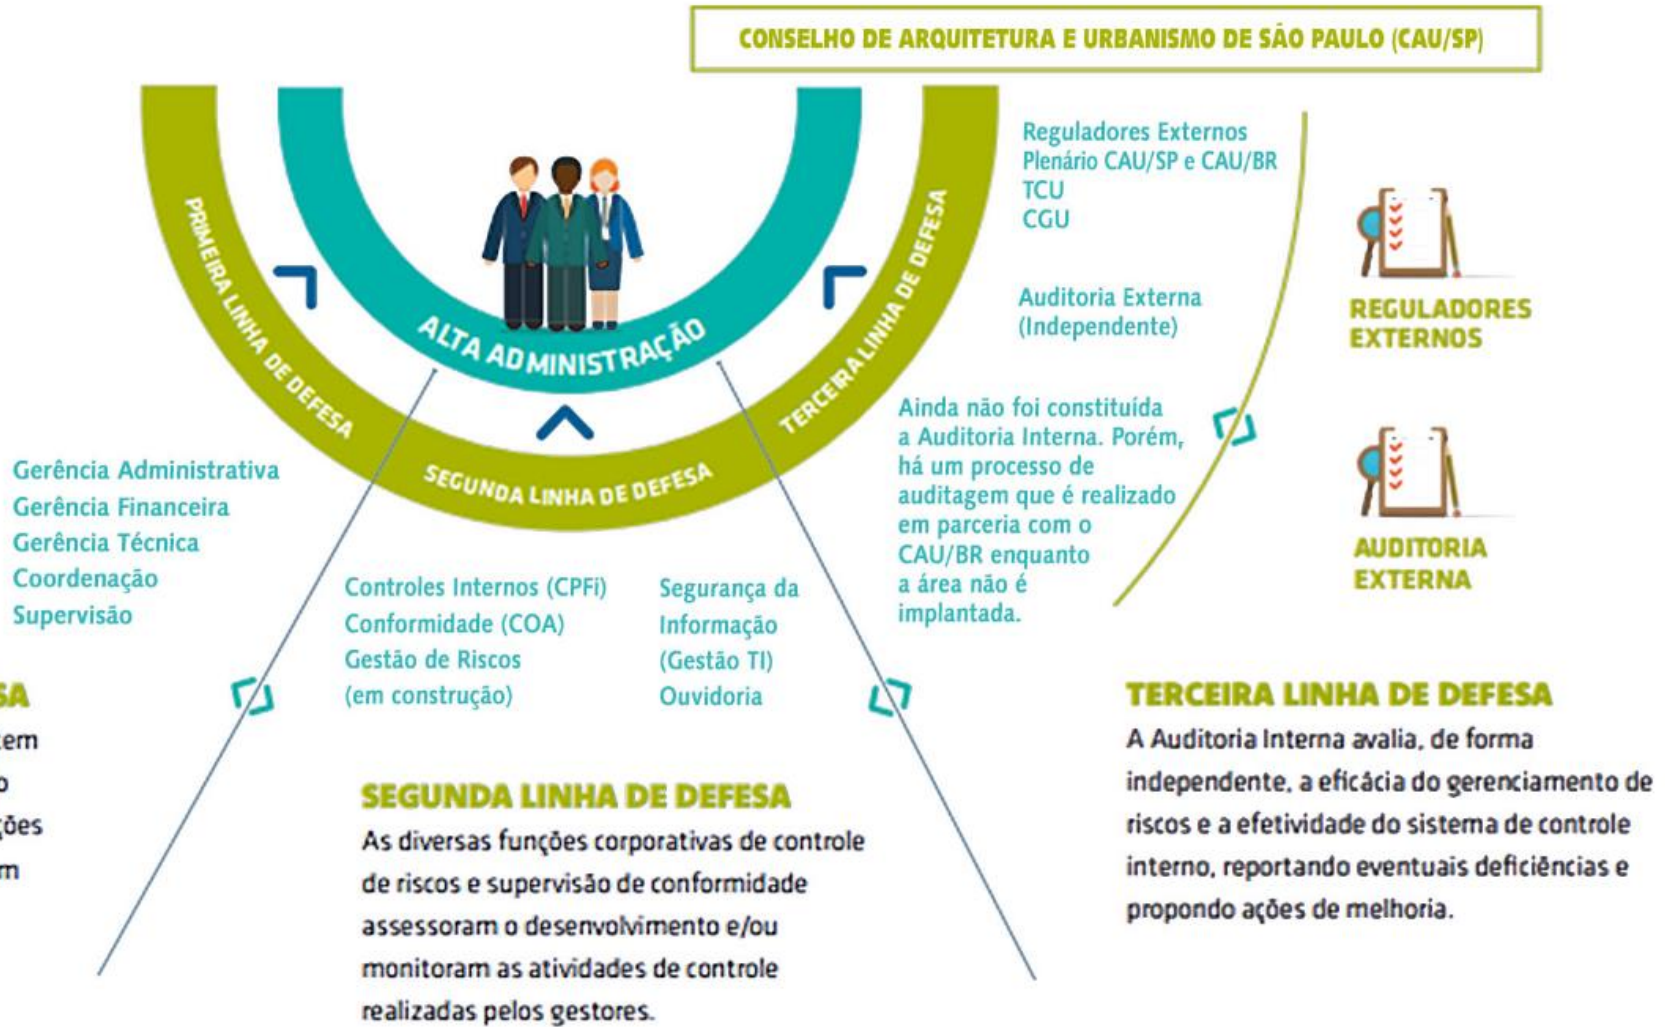 CONSELHO DE ARQUITETURA E URBANISMO DE SÃO PAULO (CAU/SP)
PRIMEIRA LINHA DE DEFESA
ALTA ADMINISTRAÇÃO
SEGUNDA LINHA DE DEFESA
TERCEIRA LINHA DE DEFESA
Reguladores Externos
Plenário CAU/SP e CAU/BR
TCU
CGU
Auditoria Externa
(Independente)
REGULADORES
EXTERNOS
Ainda não foi constituída
a Auditoria Interna. Porém,
há um processo de
auditagem que é realizado
em parceria com o
CAU/BR enquanto
a área não é
implantada.
AUDITORIA
EXTERNA
Gerência Administrativa
Gerência Financeira
Gerência Técnica
Coordenação
Supervisão
Controles Internos (CPFi)
Conformidade (COA)
Gestão de Riscos
(em construção)
Segurança da
Informação
(Gestão TI)
Ouvidoria
SEGUNDA LINHA DE DEFESA
As diversas funções corporativas de controle
de riscos e supervisão de conformidade
assessoram o desenvolvimento e/ou
monitoram as atividades de controle
realizadas pelos gestores.
TERCEIRA LINHA DE DEFESA
A Auditoria Interna avalia, de forma
independente, a eficácia do gerenciamento de
riscos e a efetividade do sistema de controle
interno, reportando eventuais deficiências e
propondo ações de melhoria.